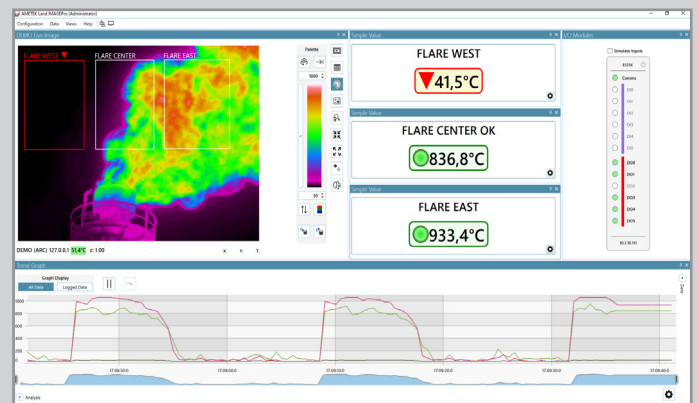 AMETEK Land IMAGEPro (Administrator)
Configuration Data Views Help
DEMO Live Image
FLARE WEST
FLARE CENTER
FLARE EAST
DEMO (ARC) 127.0.0.1 51,4°C ε: 1.00
X: Y: T:
Palette
1000
50
Simple Value
FLARE WEST
41,5°C
Simple Value
FLARE CENTER OK
836,8°C
Simple Value
FLARE EAST
933,4°C
I/O Modules
Simulate Inputs
E1214
Comms
DI0
DI1
DI2
DI3
DI4
DI5
DO0
DO1
DO2
DO3
DO4
DO5
Trend Graph
Graph Display
All Data
Logged Data
Data
1000
800
600
400
200
0
17:09:00.0
17:09:10.0
17:09:20.0
17:09:30.0
17:09:40.0
Analysis